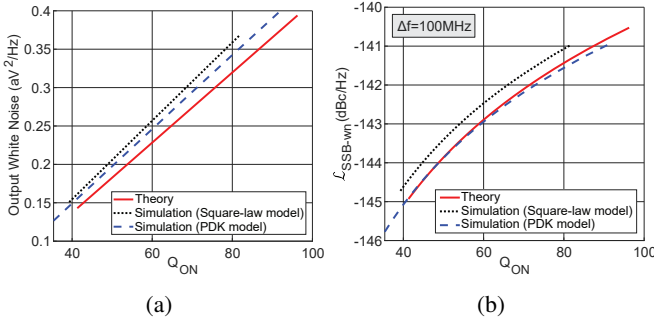 Output White Noise (aV²/Hz)
0.4
0.35
0.3
0.25
0.2
0.15
0.1
Theory
Simulation (Square-law model)
Simulation (PDK model)
40
60
80
100
Q_ON
(a)
ℒ_SSB-wn (dBc/Hz)
-140
-141
-142
-143
-144
-145
-146
Δf=100MHz
Theory
Simulation (Square-law model)
Simulation (PDK model)
40
60
80
100
Q_ON
(b)